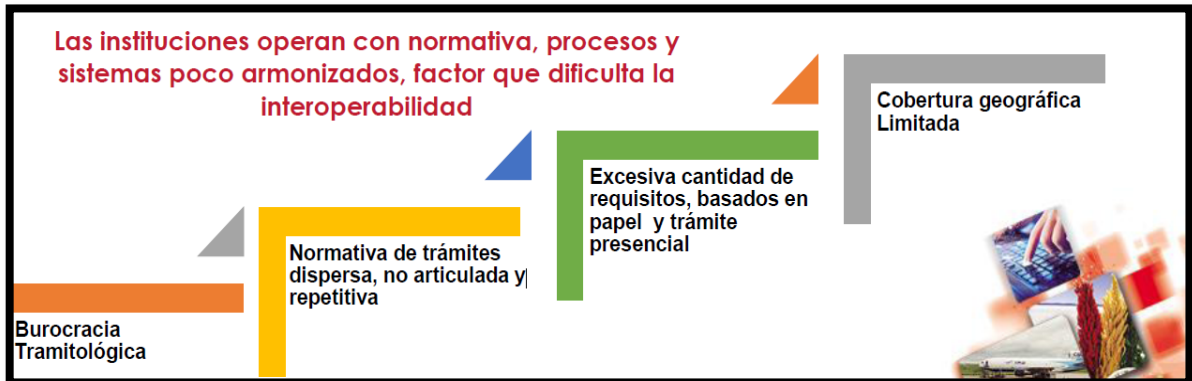 Las instituciones operan con normativa, procesos y
sistemas poco armonizados, factor que dificulta la
interoperabilidad
Burocracia
Tramitológica
Normativa de trámites
dispersa, no articulada y
repetitiva
Excesiva cantidad de
requisitos, basados en
papel y trámite
presencial
Cobertura geográfica
Limitada